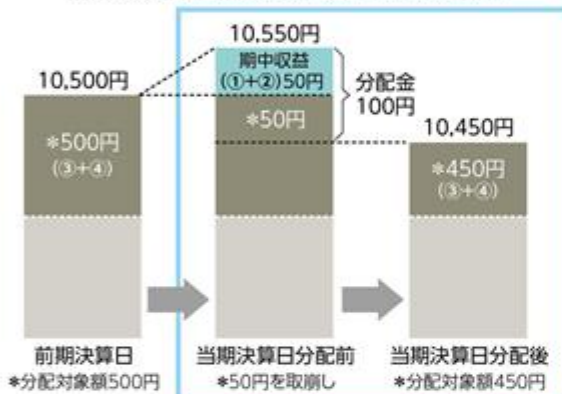 10,550円
期中収益
(①+②)50円
分配金
100円
10,500円
*50円
10,450円
*500円
(③+④)
*450円
(③+④)
前期決算日
当期決算日分配前
当期決算日分配後
*分配対象額500円
*50円を取崩し
*分配対象額450円